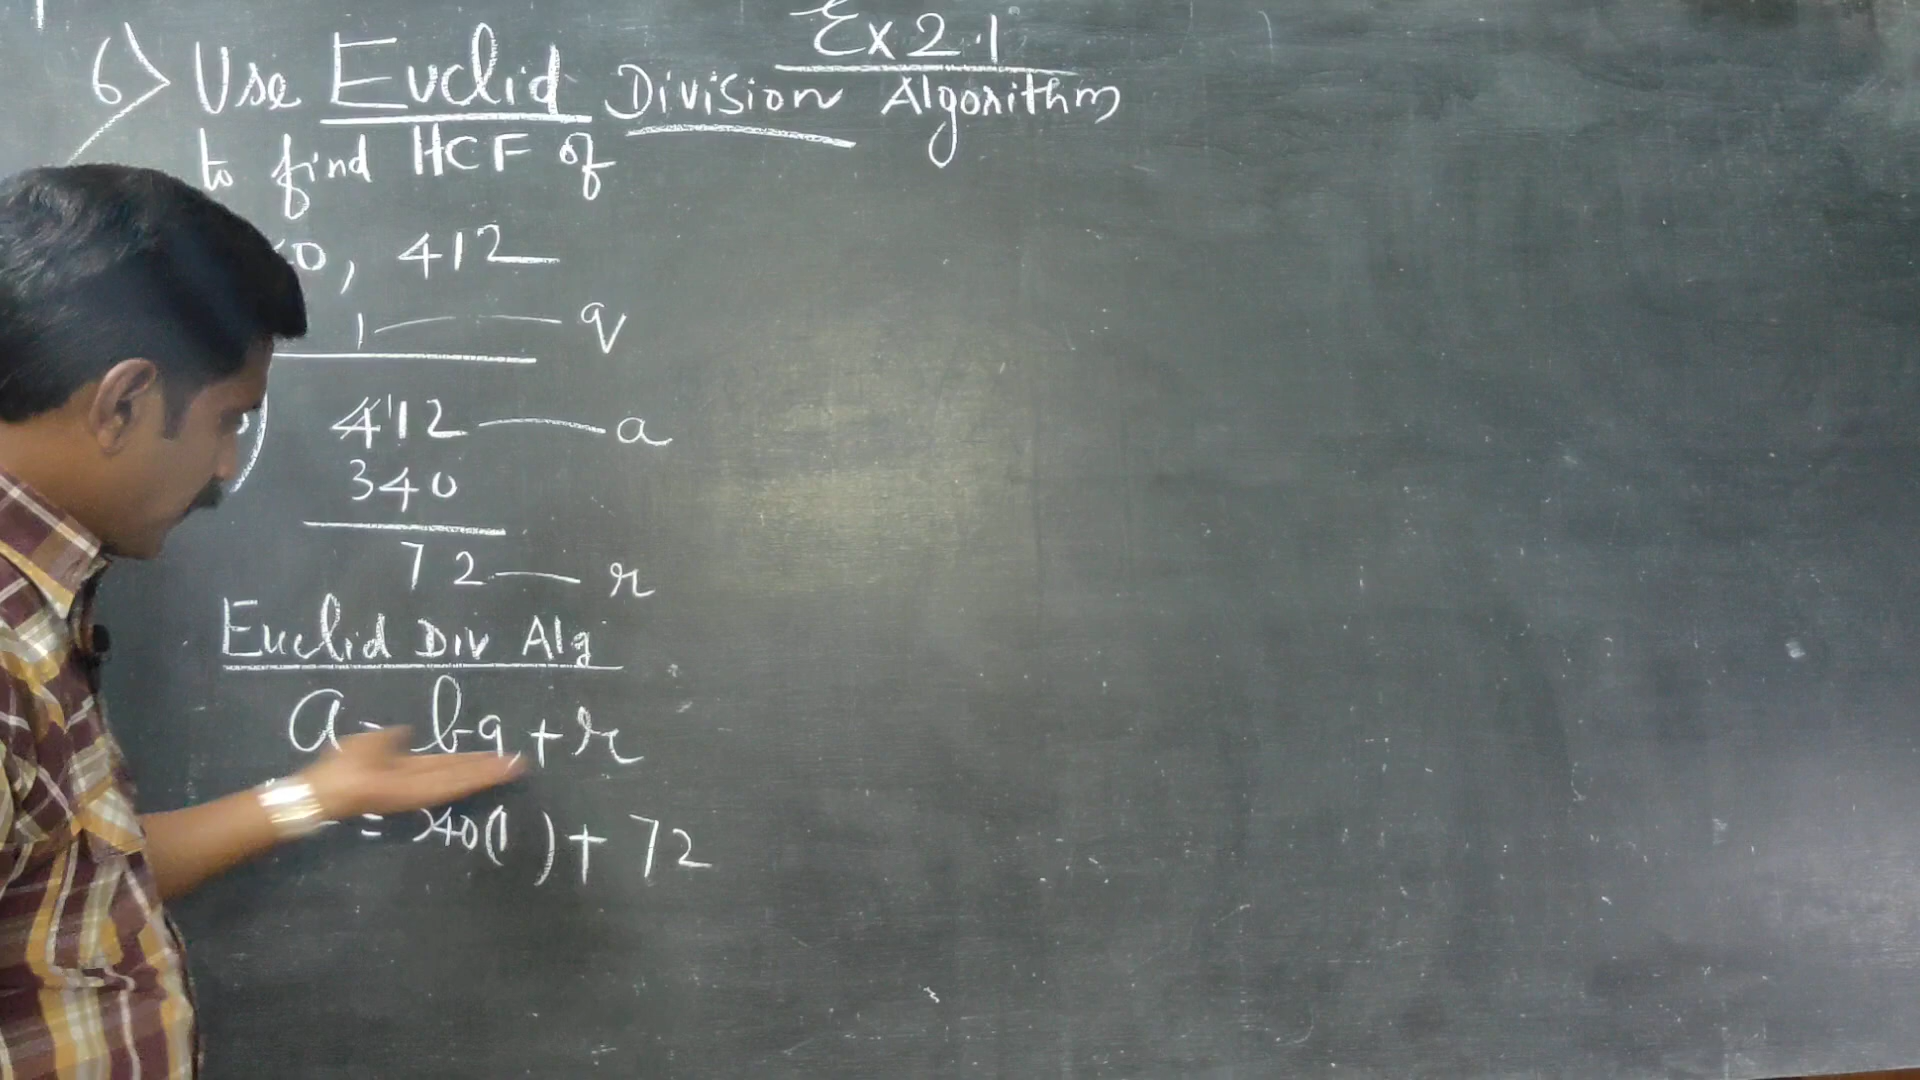 Ex 2.1
6) Use Euclid Division Algorithm
to find HCF of
0, 412
1 — q
412 — a
340
72 — r
Euclid Div Alg
a = bq + r
= 340(1) + 72